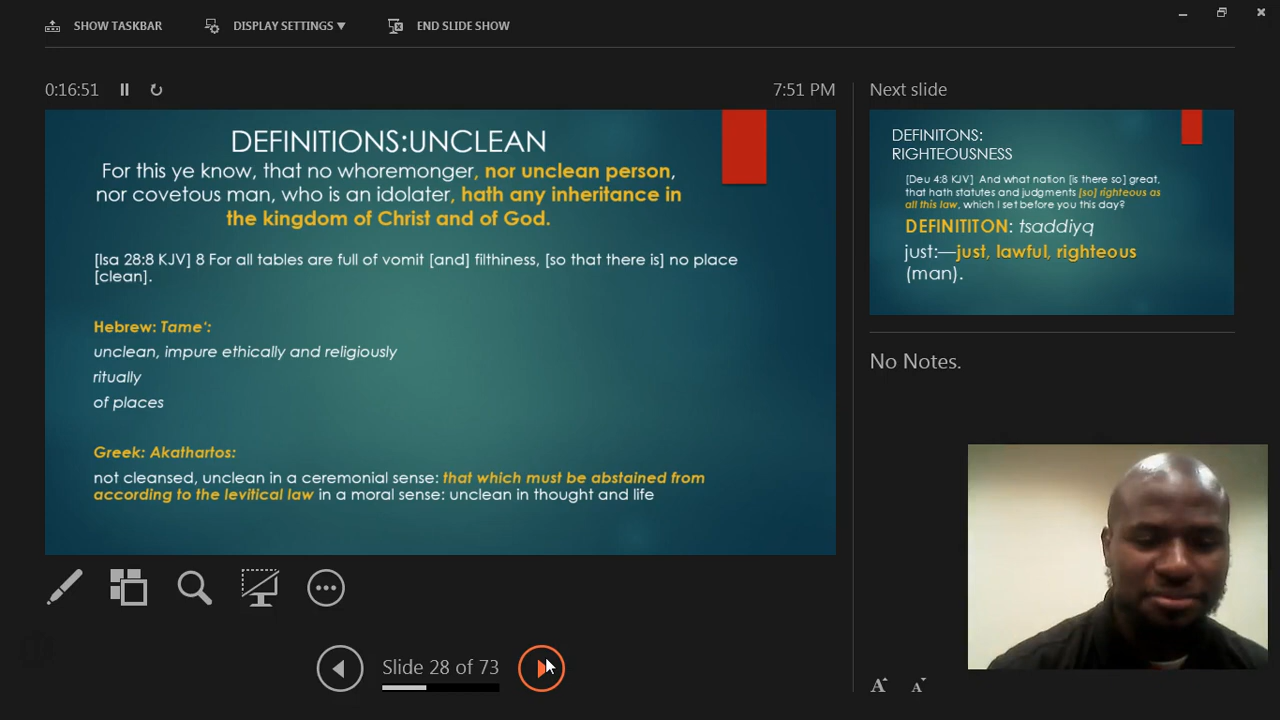 SHOW TASKBAR
DISPLAY SETTINGS ▼
END SLIDE SHOW
0:16:51
7:51 PM
DEFINITIONS:UNCLEAN
For this ye know, that no whoremonger, nor unclean person,
nor covetous man, who is an idolater, hath any inheritance in
the kingdom of Christ and of God.
[Isa 28:8 KJV] 8 For all tables are full of vomit [and] filthiness, [so that there is] no place
[clean].
Hebrew: Tame':
unclean, impure ethically and religiously
ritually
of places
Greek: Akathartos:
not cleansed, unclean in a ceremonial sense: that which must be abstained from
according to the levitical law in a moral sense: unclean in thought and life
Slide 28 of 73
Next slide
DEFINITONS:
RIGHTEOUSNESS
[Deu 4:8 KJV] And what nation [is there so] great,
that hath statutes and judgments [so] righteous as
all this law, which I set before you this day?
DEFINITITON: tsaddiyq
just:—just, lawful, righteous
(man).
No Notes.
A A